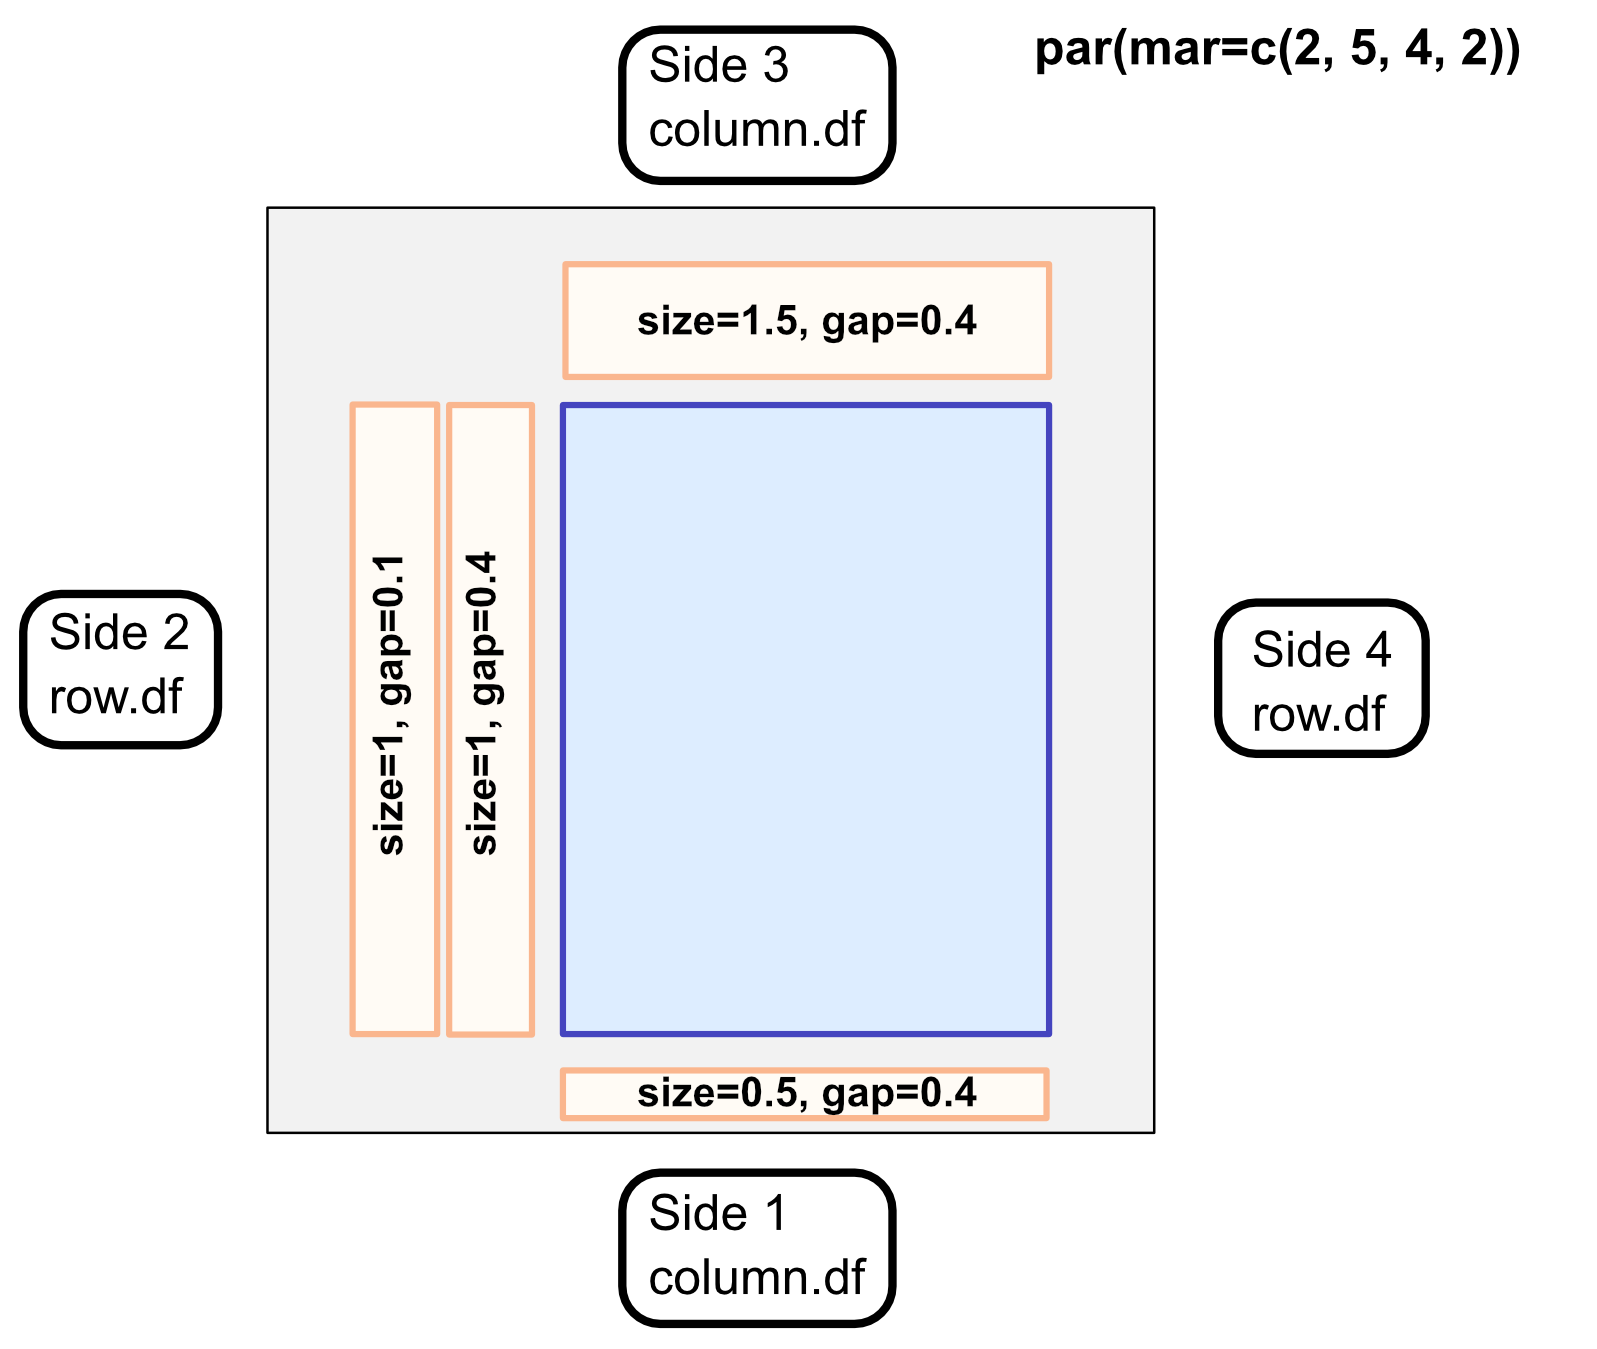 Side 3
column.df
par(mar=c(2, 5, 4, 2))
size=1.5, gap=0.4
size=1, gap=0.1
size=1, gap=0.4
Side 2
row.df
Side 4
row.df
size=0.5, gap=0.4
Side 1
column.df